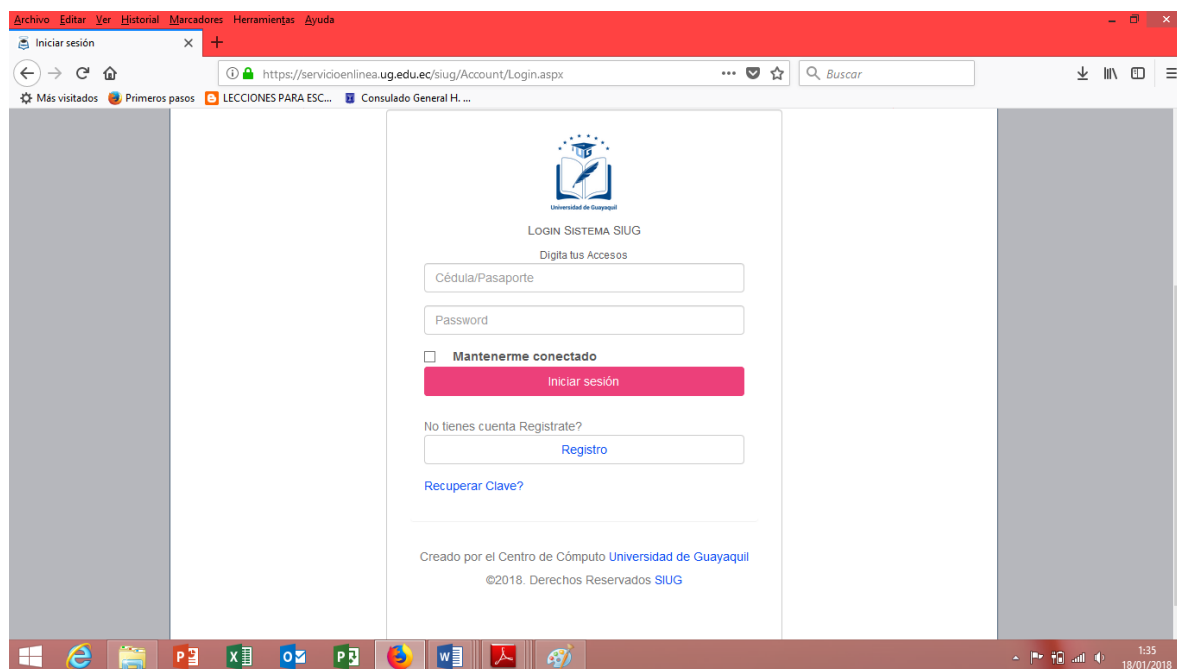 Archivo Editar Ver Historial Marcadores Herramientas Ayuda
Iniciar sesión
https://servicioenlinea.ug.edu.ec/siug/Account/Login.aspx
Buscar
Más visitados Primeros pasos LECCIONES PARA ESC... Consulado General H. ...
Universidad de Guayaquil
LOGIN SISTEMA SIUG
Digita tus Accesos
Cédula/Pasaporte
Password
Mantenerme conectado
Iniciar sesión
No tienes cuenta Registrate?
Registro
Recuperar Clave?
Creado por el Centro de Cómputo Universidad de Guayaquil
©2018. Derechos Reservados SIUG
1:35
18/01/2018